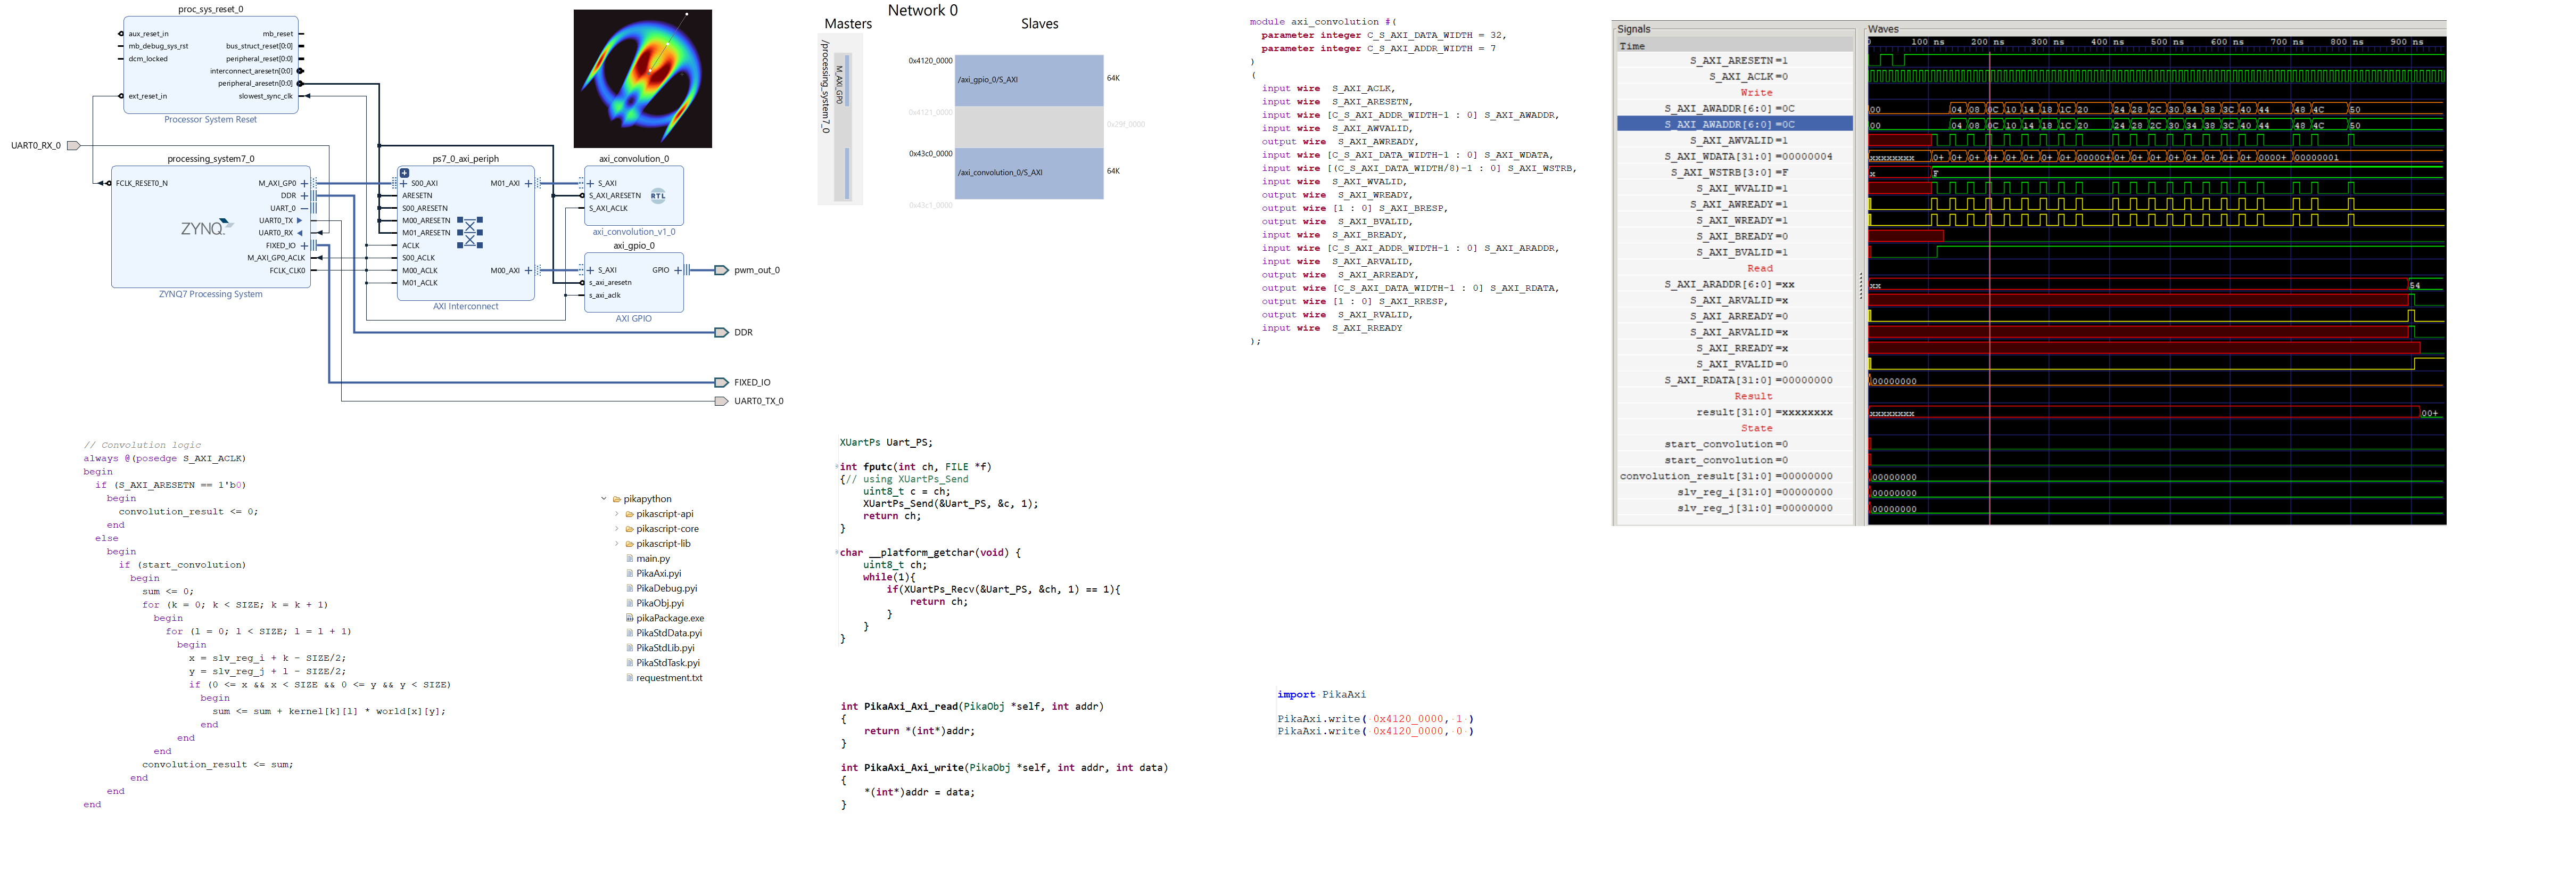 proc_sys_reset_0
aux_reset_in
mb_debug_sys_rst
dcm_locked
ext_reset_in
mb_reset
bus_struct_reset[0:0]
peripheral_reset[0:0]
interconnect_aresetn[0:0]
peripheral_aresetn[0:0]
slowest_sync_clk
Processor System Reset
UART0_RX_0
processing_system7_0
FCLK_RESET0_N
M_AXI_GP0
DDR
UART_0
UART0_TX
UART0_RX
FIXED_IO
M_AXI_GP0_ACLK
FCLK_CLK0
ZYNQ
ZYNQ7 Processing System
ps7_0_axi_periph
S00_AXI
ARESETN
S00_ARESETN
M00_ARESETN
M01_ARESETN
ACLK
S00_ACLK
M00_ACLK
M01_ACLK
M01_AXI
M00_AXI
AXI Interconnect
axi_convolution_0
S_AXI
S_AXI_ARESETN
S_AXI_ACLK
RTL
axi_convolution_v1_0
axi_gpio_0
S_AXI
s_axi_aresetn
s_axi_aclk
GPIO
AXI GPIO
pwm_out_0
DDR
FIXED_IO
UART0_TX_0
Network 0
Masters
Slaves
/processing_system7_0
M_AXI_GP0
0x4120_0000
/axi_gpio_0/S_AXI
64K
0x4121_0000
0x29f_0000
0x43c0_0000
/axi_convolution_0/S_AXI
64K
0x43c1_0000
module axi_convolution #(
parameter integer C_S_AXI_DATA_WIDTH = 32,
parameter integer C_S_AXI_ADDR_WIDTH = 7
)
(
input wire S_AXI_ACLK,
input wire S_AXI_ARESETN,
input wire [C_S_AXI_ADDR_WIDTH-1 : 0] S_AXI_AWADDR,
input wire S_AXI_AWVALID,
output wire S_AXI_AWREADY,
input wire [C_S_AXI_DATA_WIDTH-1 : 0] S_AXI_WDATA,
input wire [(C_S_AXI_DATA_WIDTH/8)-1 : 0] S_AXI_WSTRB,
input wire S_AXI_WVALID,
output wire S_AXI_WREADY,
output wire [1 : 0] S_AXI_BRESP,
output wire S_AXI_BVALID,
input wire S_AXI_BREADY,
input wire [C_S_AXI_ADDR_WIDTH-1 : 0] S_AXI_ARADDR,
input wire S_AXI_ARVALID,
output wire S_AXI_ARREADY,
output wire [C_S_AXI_DATA_WIDTH-1 : 0] S_AXI_RDATA,
output wire [1 : 0] S_AXI_RRESP,
output wire S_AXI_RVALID,
input wire S_AXI_RREADY
);
Signals
Time
S_AXI_ARESETN=1
S_AXI_ACLK=0
Write
S_AXI_AWADDR[6:0]=0C
S_AXI_AWADDR[6:0]=0C
S_AXI_AWVALID=1
S_AXI_WDATA[31:0]=00000004
S_AXI_WSTRB[3:0]=F
S_AXI_WVALID=1
S_AXI_AWREADY=1
S_AXI_WREADY=1
S_AXI_BREADY=0
S_AXI_BVALID=1
Read
S_AXI_ARADDR[6:0]=xx
S_AXI_ARVALID=x
S_AXI_ARREADY=0
S_AXI_ARVALID=x
S_AXI_RREADY=x
S_AXI_RVALID=0
S_AXI_RDATA[31:0]=00000000
Result
result[31:0]=xxxxxxxx
State
start_convolution=0
start_convolution=0
convolution_result[31:0]=00000000
slv_reg_i[31:0]=00000000
slv_reg_j[31:0]=00000000
Waves
0 100 ns 200 ns 300 ns 400 ns 500 ns 600 ns 700 ns 800 ns 900 ns
00 04 08 0C 10 14 18 1C 20 24 28 2C 30 34 38 3C 40 44 48 4C 50
00 04 08 0C 10 14 18 1C 20 24 28 2C 30 34 38 3C 40 44 48 4C 50
xxxxxxxx 0+ 0+ 0+ 0+ 0+ 0+ 0+ 00000+ 0+ 0+ 0+ 0+ 0+ 0+ 0+ 0+ 0000+ 00000001
x F
xx 54
00000000
xxxxxxxx 00+
00000000
00000000
00000000
// Convolution logic
always @(posedge S_AXI_ACLK)
begin
if (S_AXI_ARESETN == 1'b0)
begin
convolution_result <= 0;
end
else
begin
if (start_convolution)
begin
sum <= 0;
for (k = 0; k < SIZE; k = k + 1)
begin
for (l = 0; l < SIZE; l = l + 1)
begin
x = slv_reg_i + k - SIZE/2;
y = slv_reg_j + l - SIZE/2;
if (0 <= x && x < SIZE && 0 <= y && y < SIZE)
begin
sum <= sum + kernel[k][l] * world[x][y];
end
end
end
convolution_result <= sum;
end
end
end
pikapython
pikascript-api
pikascript-core
pikascript-lib
main.py
PikaAxi.pyi
PikaDebug.pyi
PikaObj.pyi
pikaPackage.exe
PikaStdData.pyi
PikaStdLib.pyi
PikaStdTask.pyi
requestment.txt
XUartPs Uart_PS;
int fputc(int ch, FILE *f)
{// using XUartPs_Send
uint8_t c = ch;
XUartPs_Send(&Uart_PS, &c, 1);
return ch;
}
char __platform_getchar(void) {
uint8_t ch;
while(1){
if(XUartPs_Recv(&Uart_PS, &ch, 1) == 1){
return ch;
}
}
}
int PikaAxi_Axi_read(PikaObj *self, int addr)
{
return *(int*)addr;
}
int PikaAxi_Axi_write(PikaObj *self, int addr, int data)
{
*(int*)addr = data;
}
import PikaAxi
PikaAxi.write( 0x4120_0000, 1 )
PikaAxi.write( 0x4120_0000, 0 )